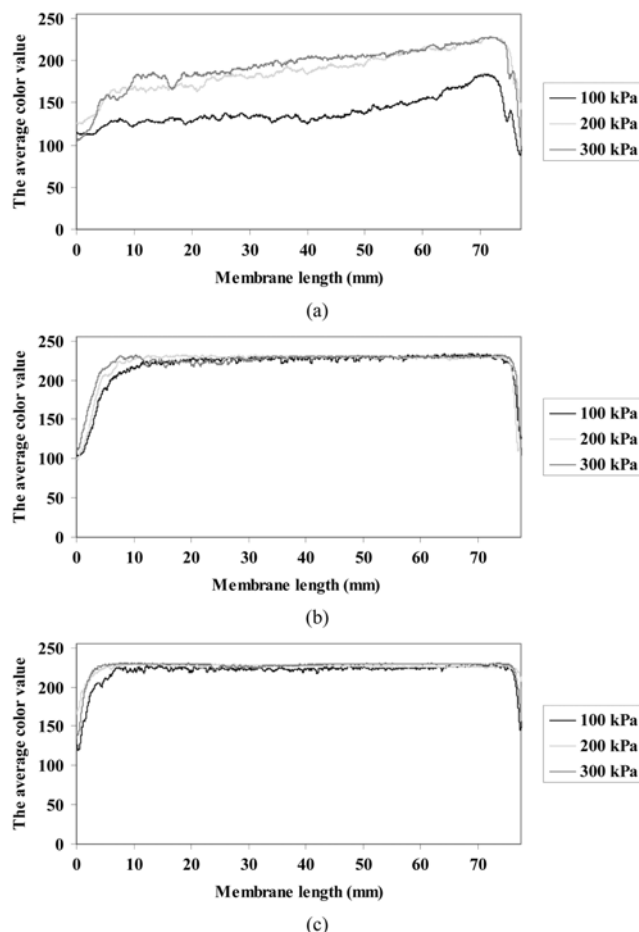 250
200
150
100
50
0
The average color value
0 10 20 30 40 50 60 70
Membrane length (mm)
100 kPa
200 kPa
300 kPa
(a)
250
200
150
100
50
0
The average color value
0 10 20 30 40 50 60 70
Membrane length (mm)
100 kPa
200 kPa
300 kPa
(b)
250
200
150
100
50
0
The average color value
0 10 20 30 40 50 60 70
Membrane length (mm)
100 kPa
200 kPa
300 kPa
(c)